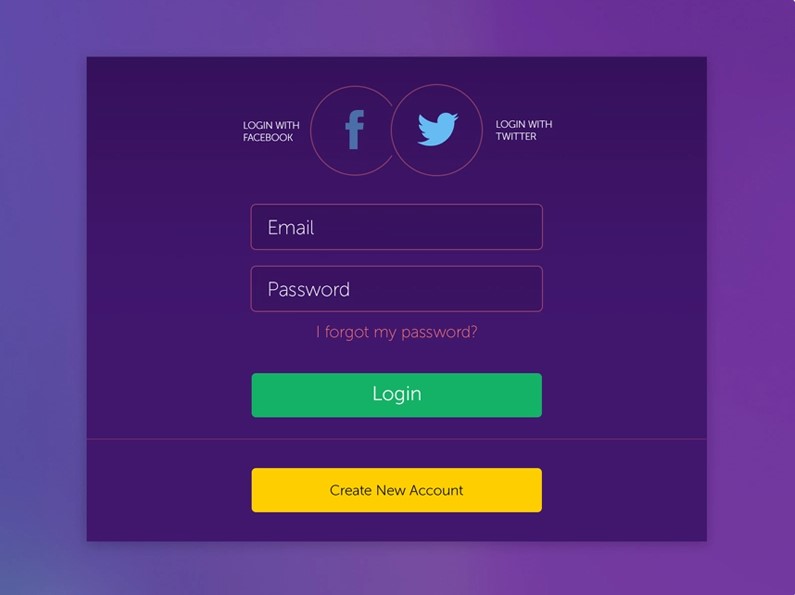 LOGIN WITH
FACEBOOK
LOGIN WITH
TWITTER
Email
Password
I forgot my password?
Login
Create New Account